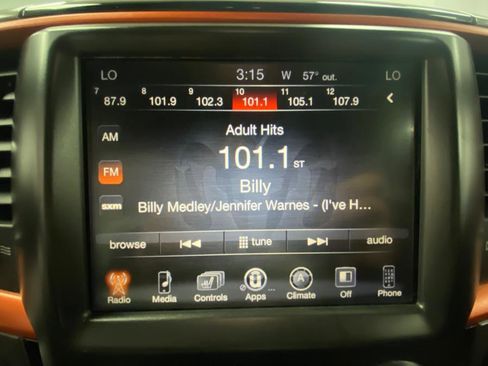 LO 3:15 W 57° out. LO
7 8 9 10 11 12
87.9 101.9 102.3 101.1 105.1 107.9
Adult Hits
AM
101.1 ST
FM
Billy
sxm Billy Medley/Jennifer Warnes - (I've H...
browse tune audio
Radio Media Controls Apps Climate Off Phone